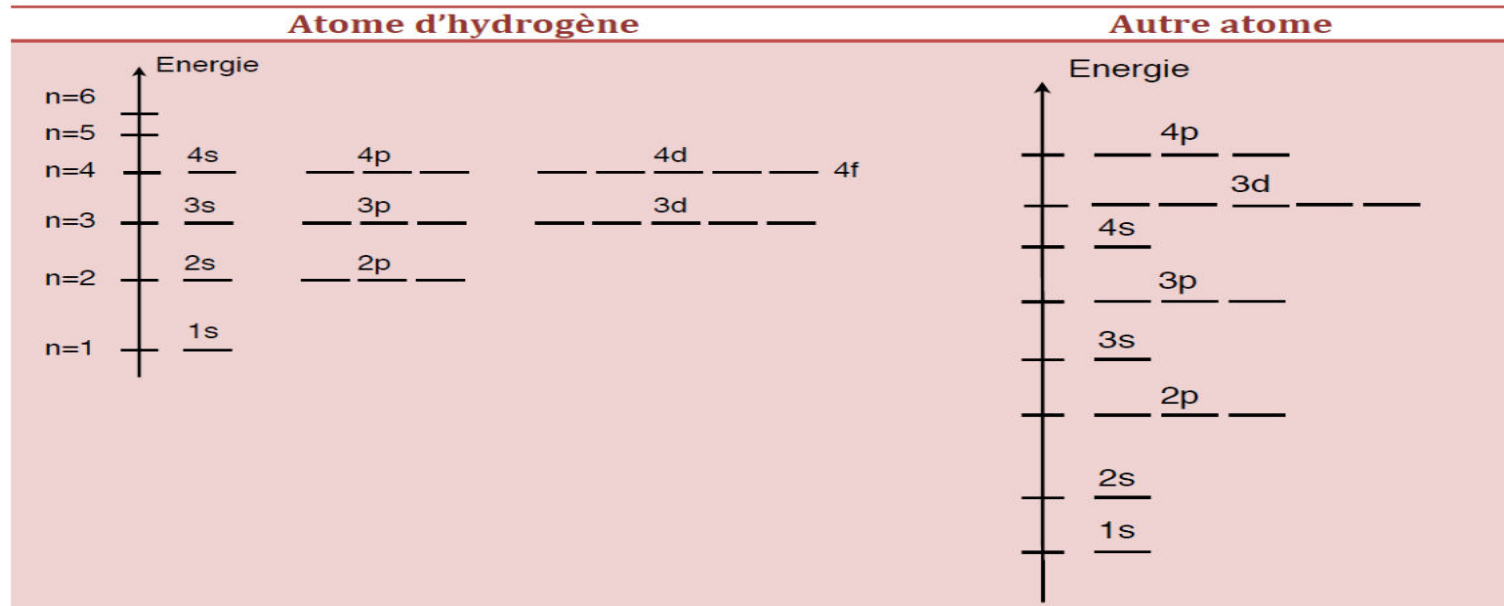 Atome d'hydrogène
Autre atome
Energie
n=6
n=5
n=4
4s
4p
4d
4f
n=3
3s
3p
3d
n=2
2s
2p
n=1
1s
Energie
4p
3d
4s
3p
3s
2p
2s
1s